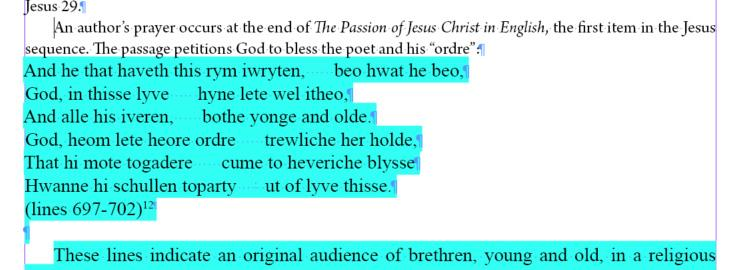 Jesus 29.¶
An author’s prayer occurs at the end of The Passion of Jesus Christ in English, the first item in the Jesus
sequence. The passage petitions God to bless the poet and his “ordre”:¶
And he that haveth this rym iwryten, beo hwat he beo,¶
God, in thisse lyve hyne lete wel itheo,¶
And alle his iveren, bothe yonge and olde.¶
God, heom lete heore ordre trewliche her holde,¶
That hi mote togadere cume to heveriche blysse¶
Hwanne hi schullen toparty ut of lyve thisse.¶
(lines 697-702)12¶
¶
These lines indicate an original audience of brethren, young and old, in a religious